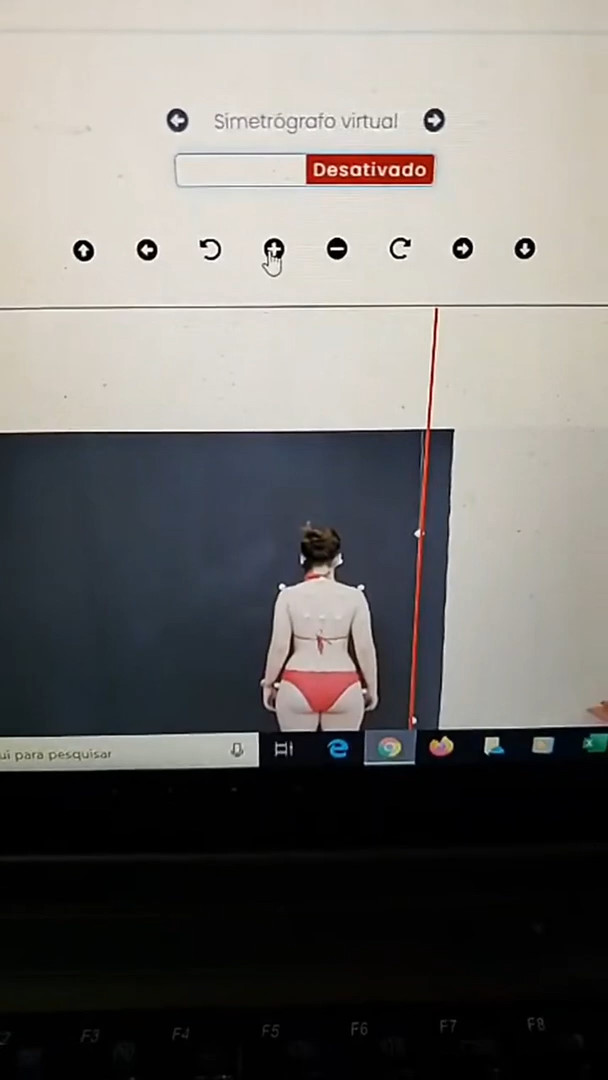 Simetrógrafo virtual
Desativado
ui para pesquisar
F3 F4 F5 F6 F7 F8